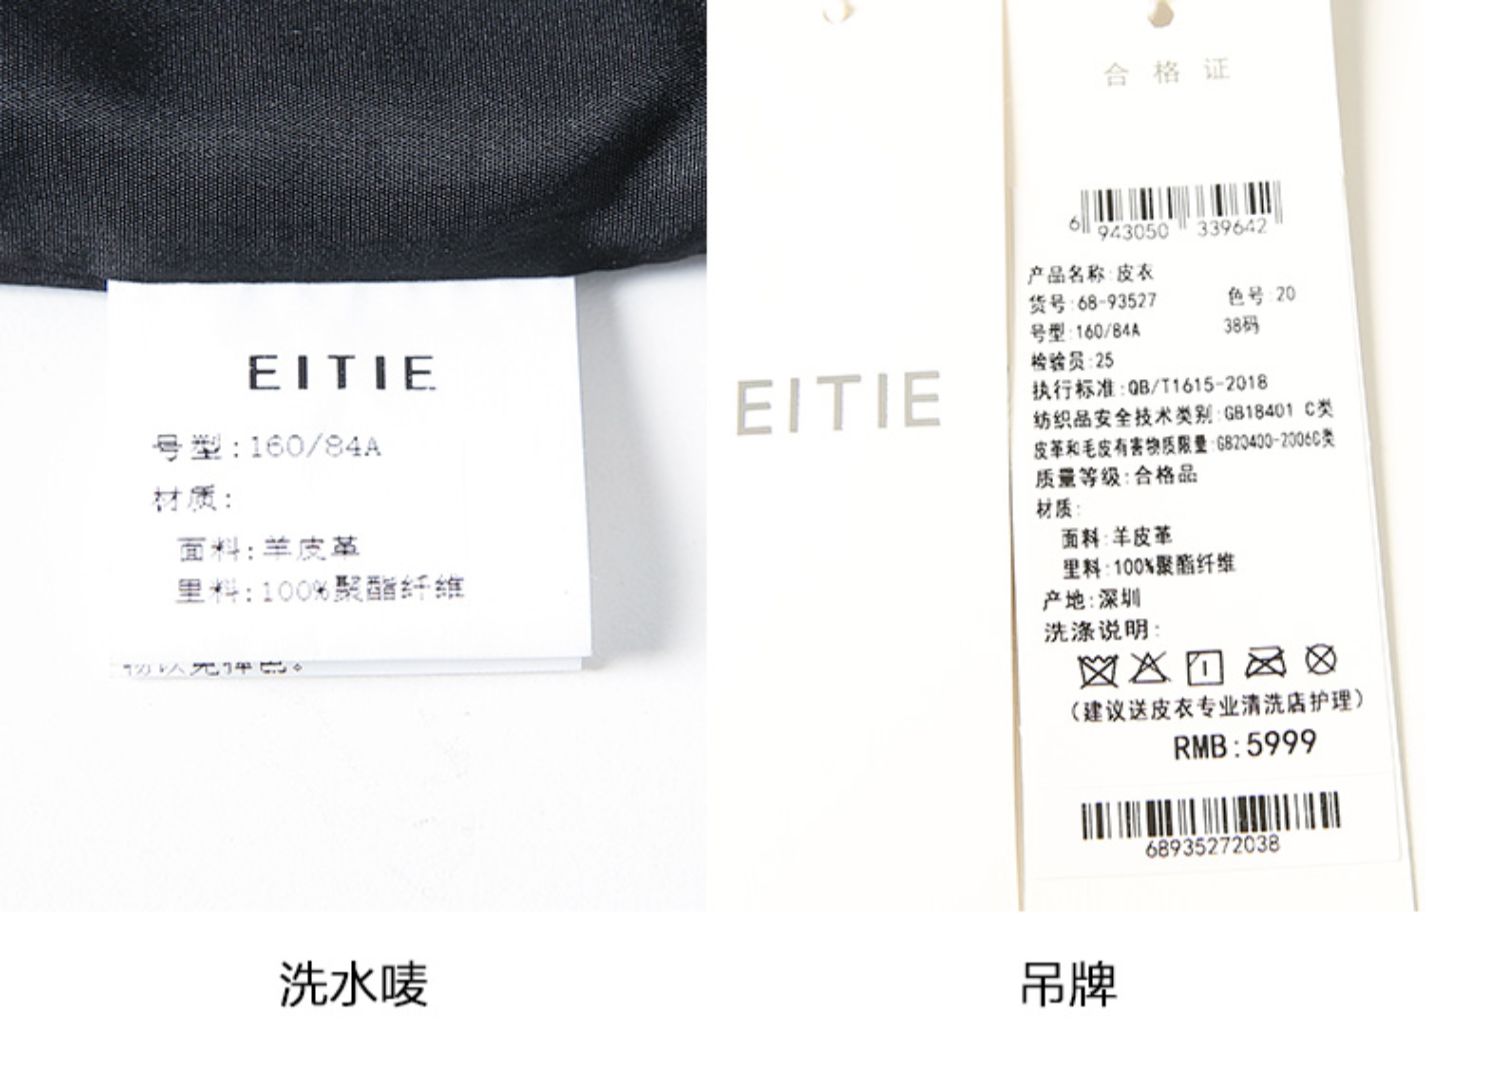 EITIE
号型:160/84A
材质:
面料:羊皮革
里料:100%聚酯纤维
洗水唛
EITIE
合格证
6 943050 339642
产品名称:皮衣
货号:68-93527 色号:20
号型:160/84A 38码
检验员:25
执行标准:QB/T1615-2018
纺织品安全技术类别:GB18401 C类
皮革和毛皮有害物质限量:GB20400-2006C类
质量等级:合格品
材质:
面料:羊皮革
里料:100%聚酯纤维
产地:深圳
洗涤说明:
(建议送皮衣专业清洗店护理)
RMB:5999
68935272038
吊牌